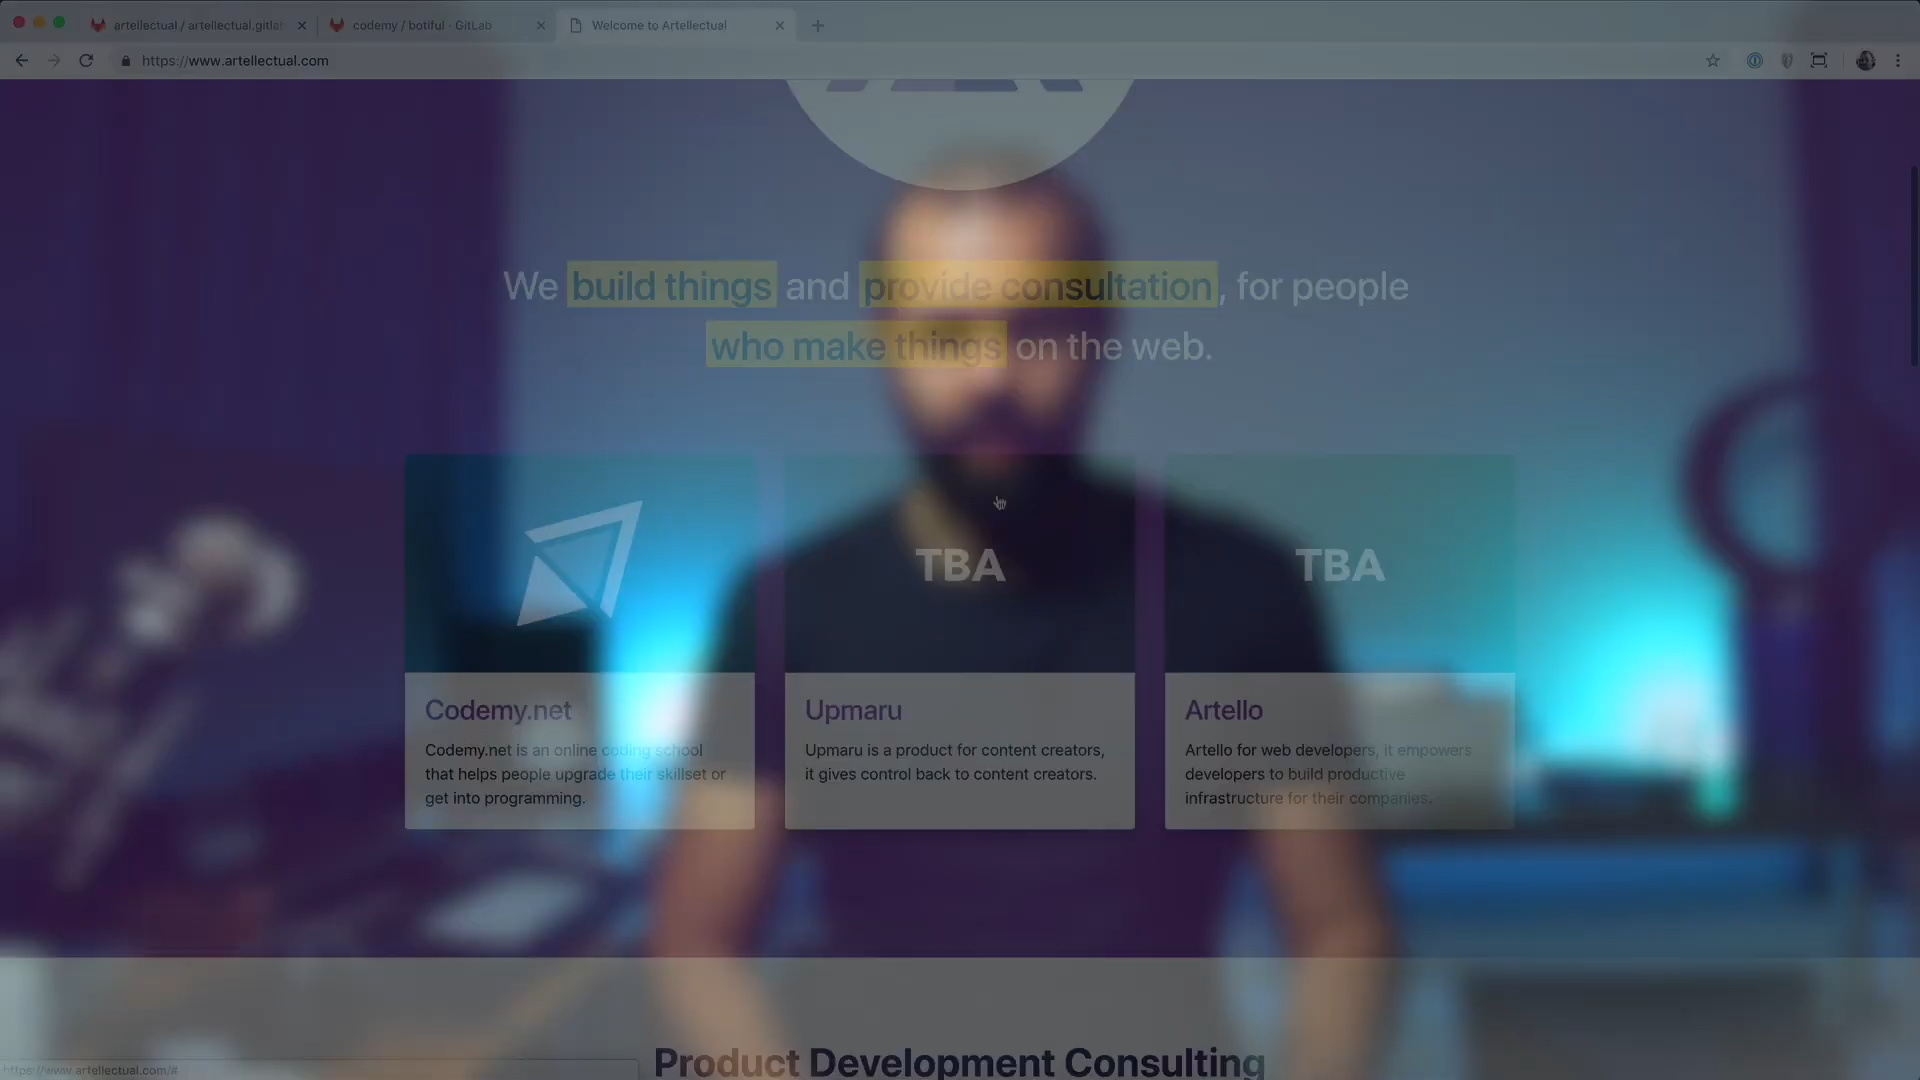 artellectual / artellectual.gitla
codemy / botiful · GitLab
Welcome to Artellectual
https://www.artellectual.com
We build things and provide consultation, for people
who make things on the web.
TBA
TBA
Codemy.net
Codemy.net is an online coding school
that helps people upgrade their skillset or
get into programming.
Upmaru
Upmaru is a product for content creators,
it gives control back to content creators.
Artello
Artello for web developers, it empowers
developers to build productive
infrastructure for their companies.
Product Development Consulting
https://www.artellectual.com/#